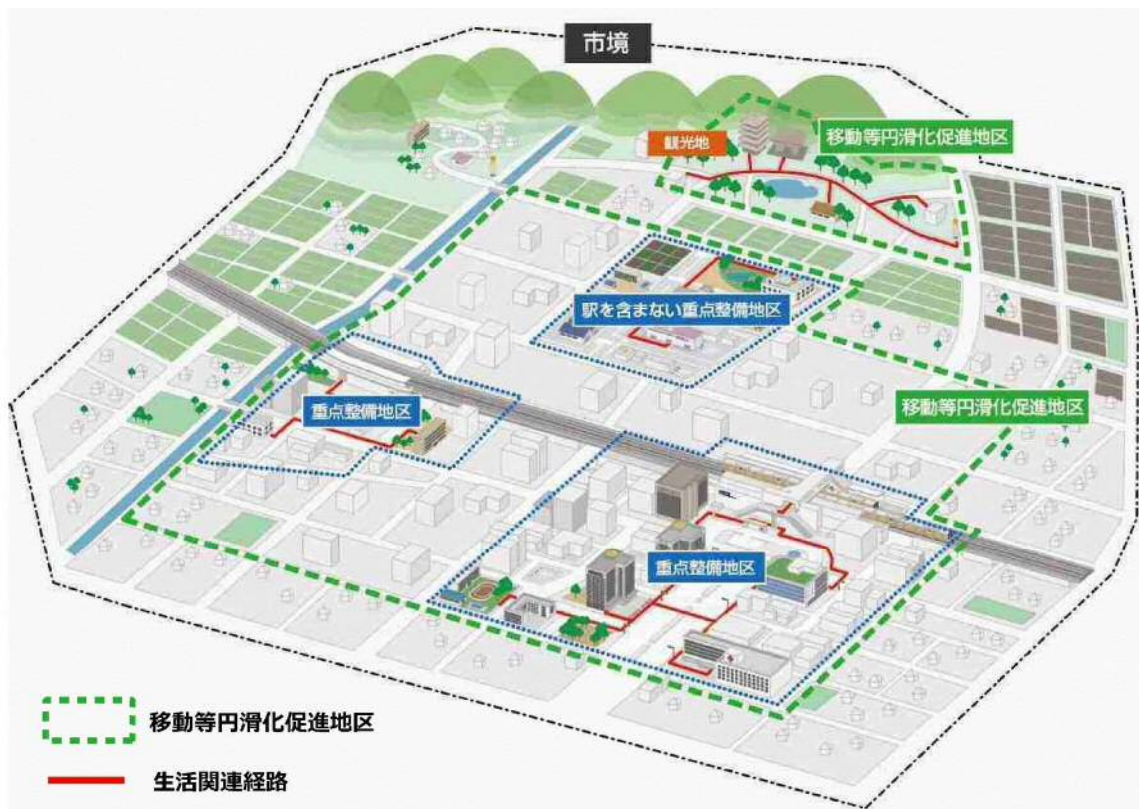 市境
観光地
移動等円滑化促進地区
駅を含まない重点整備地区
重点整備地区
移動等円滑化促進地区
重点整備地区
移動等円滑化促進地区
生活関連経路